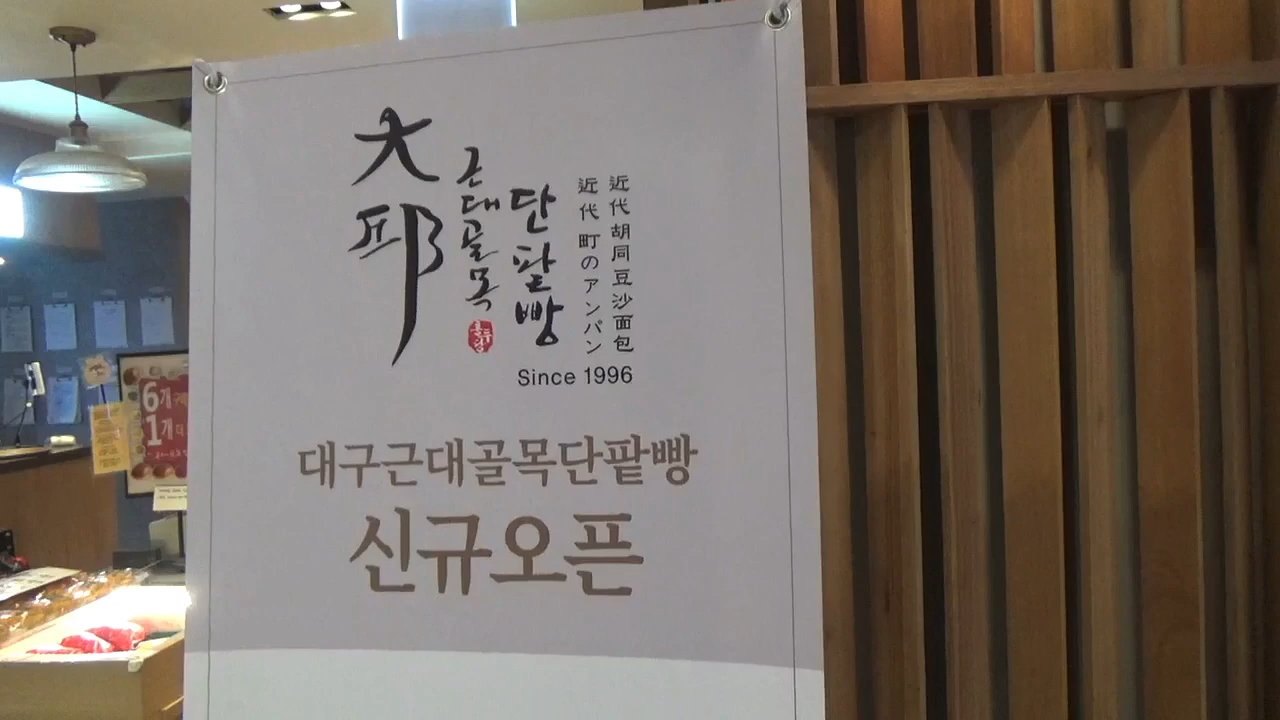 大邱
근대골목
단팥빵
近代町のアンパン
近代胡同豆沙面包
Since 1996
대구근대골목단팥빵
신규오픈
6개
1개 더